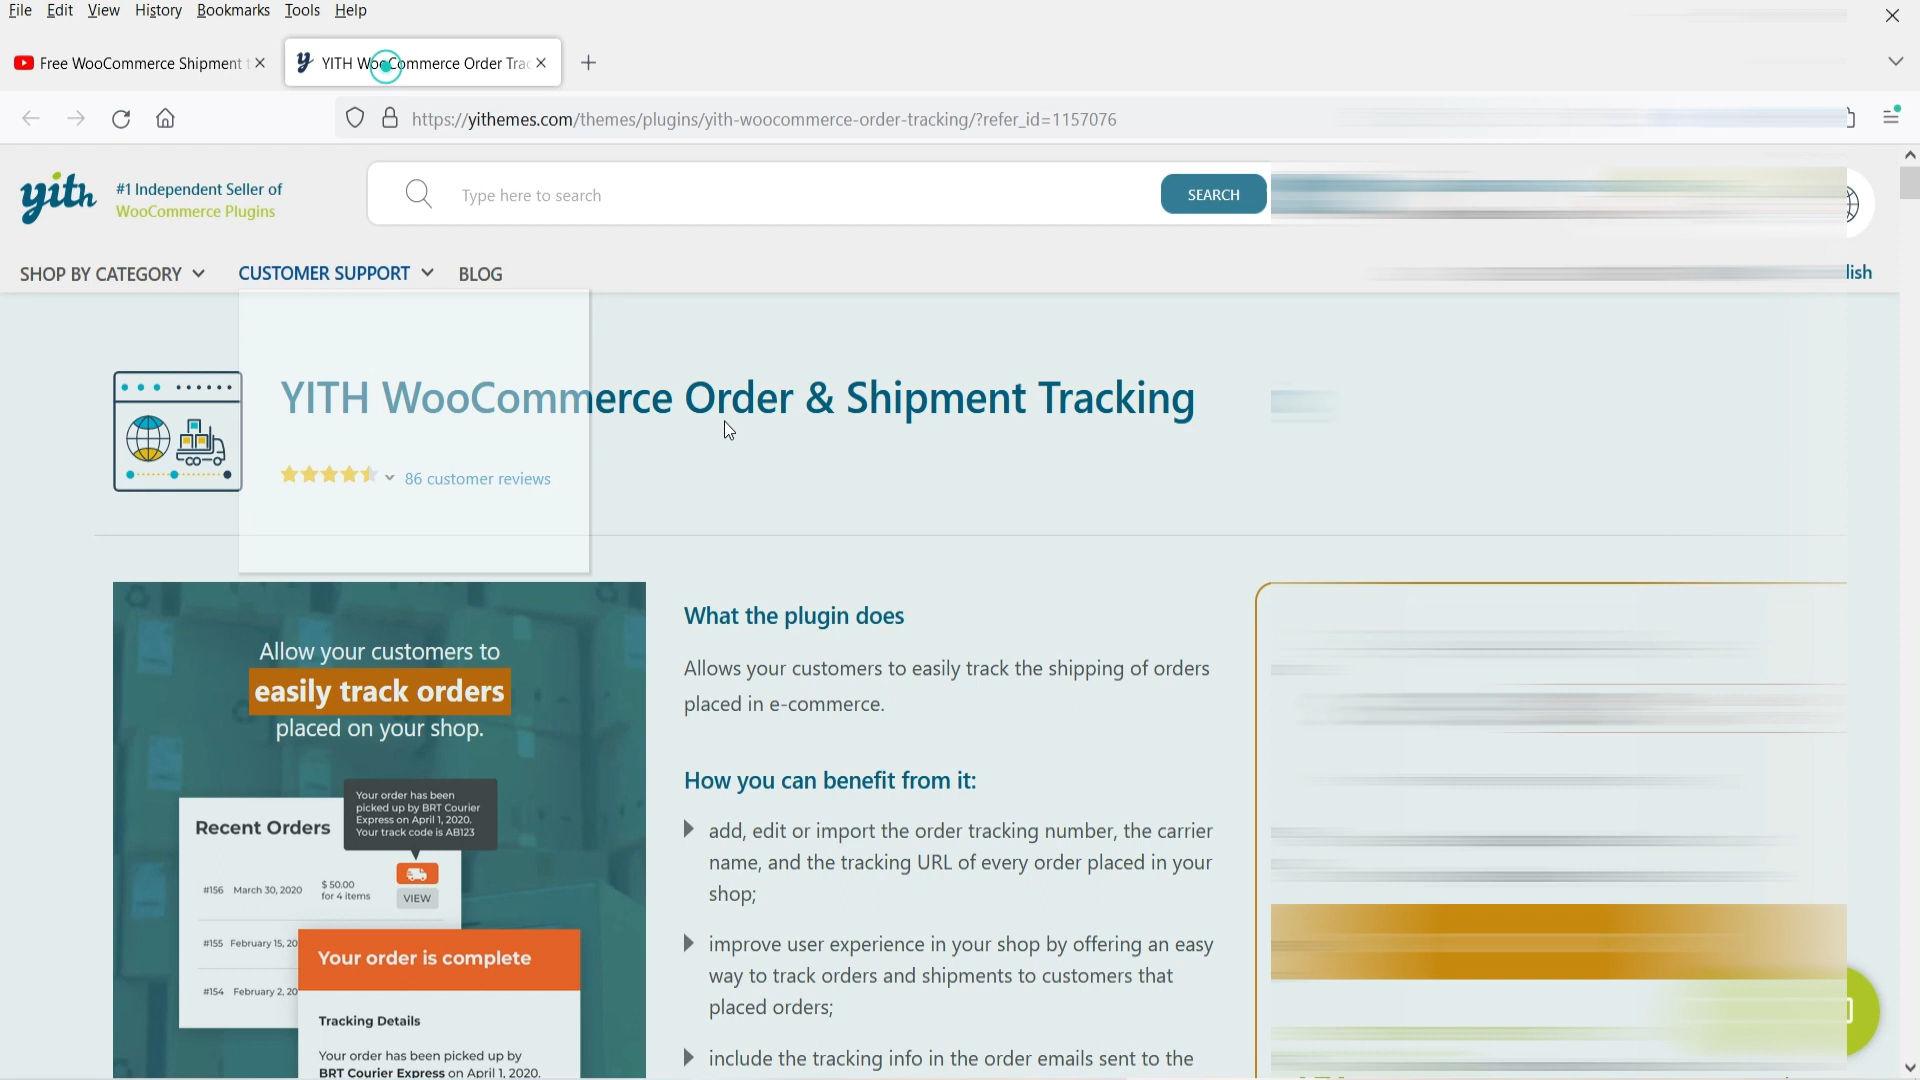 File Edit View History Bookmarks Tools Help
Free WooCommerce Shipment
YITH WooCommerce Order Trac
https://yithemes.com/themes/plugins/yith-woocommerce-order-tracking/?refer_id=1157076
yith
#1 Independent Seller of
WooCommerce Plugins
Type here to search
SEARCH
SHOP BY CATEGORY CUSTOMER SUPPORT BLOG
lish
YITH WooCommerce Order & Shipment Tracking
86 customer reviews
Allow your customers to
easily track orders
placed on your shop.
Your order has been
picked up by BRT Courier
Express on April 1, 2020.
Your track code is AB123
Recent Orders
#156 March 30, 2020 $ 50.00
for 4 items
VIEW
#155 February 15, 20
#154 February 2, 20
Your order is complete
Tracking Details
Your order has been picked up by
BRT Courier Express on April 1, 2020.
What the plugin does
Allows your customers to easily track the shipping of orders
placed in e-commerce.
How you can benefit from it:
add, edit or import the order tracking number, the carrier
name, and the tracking URL of every order placed in your
shop;
improve user experience in your shop by offering an easy
way to track orders and shipments to customers that
placed orders;
include the tracking info in the order emails sent to the